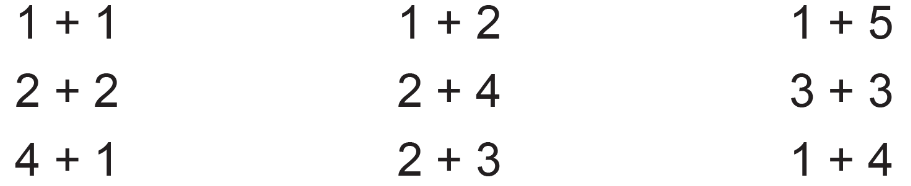 1 + 1 1 + 2 1 + 5
2 + 2 2 + 4 3 + 3
4 + 1 2 + 3 1 + 4